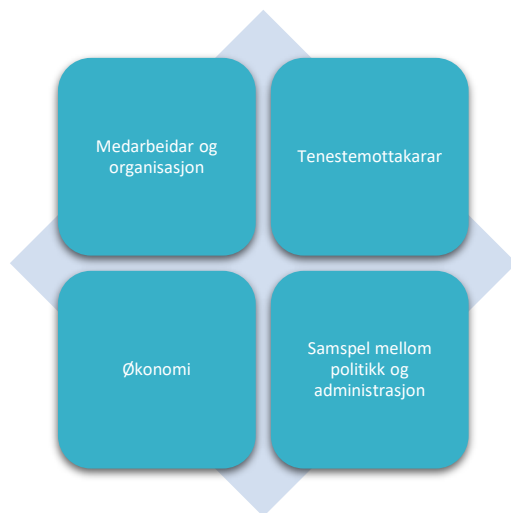 Medarbeidar og
organisasjon
Tenestemottakarar
Økonomi
Samspel mellom
politikk og
administrasjon